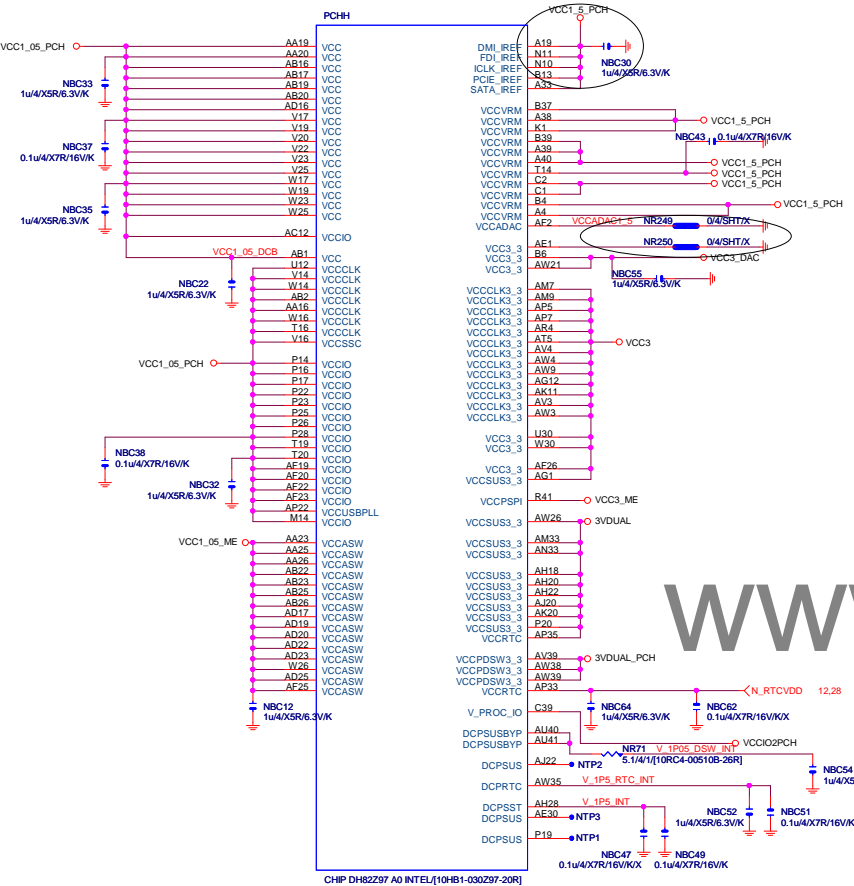 PCHH
VCC1_5_PCH
VCC1_05_PCH
AA19 VCC
AA20 VCC
AB16 VCC
AB17 VCC
AB19 VCC
AB20 VCC
AD16 VCC
V17 VCC
V19 VCC
V20 VCC
V22 VCC
V23 VCC
V25 VCC
W17 VCC
W19 VCC
W23 VCC
W25 VCC
AC12 VCCIO
VCC1_05_DCB
AB1 VCC
U12 VCCCLK
V14 VCCCLK
W14 VCCCLK
AB2 VCCCLK
AA16 VCCCLK
W16 VCCCLK
T16 VCCCLK
V16 VCCSSC
VCC1_05_PCH
P14 VCCIO
P16 VCCIO
P17 VCCIO
P22 VCCIO
P23 VCCIO
P25 VCCIO
P26 VCCIO
P28 VCCIO
T19 VCCIO
T20 VCCIO
AF19 VCCIO
AF20 VCCIO
AF22 VCCIO
AF23 VCCIO
AP22 VCCUSBPLL
M14 VCCIO
VCC1_05_ME
AA23 VCCASW
AA25 VCCASW
AA26 VCCASW
AB22 VCCASW
AB23 VCCASW
AB25 VCCASW
AB26 VCCASW
AD17 VCCASW
AD19 VCCASW
AD20 VCCASW
AD22 VCCASW
AD23 VCCASW
W26 VCCASW
AD25 VCCASW
AF25 VCCASW
NBC33
1u/4/X5R/6.3V/K
NBC37
0.1u/4/X7R/16V/K
NBC35
1u/4/X5R/6.3V/K
NBC22
1u/4/X5R/6.3V/K
NBC38
0.1u/4/X7R/16V/K
NBC32
1u/4/X5R/6.3V/K
NBC12
1u/4/X5R/6.3V/K
DMI_IREF A19
FDI_IREF N11
ICLK_IREF N10
PCIE_IREF B13
SATA_IREF A33
NBC30
1u/4/X5R/6.3V/K
VCCVRM B37
VCCVRM A38
VCCVRM K1
VCCVRM B39
VCCVRM A39
VCCVRM A40
VCCVRM T14
VCCVRM C2
VCCVRM C1
VCCVRM B4
VCCVRM A4
VCCADAC AF2
VCC1_5_PCH
NBC43 0.1u/4/X7R/16V/K
VCC1_5_PCH
VCC1_5_PCH
VCC1_5_PCH
VCC1_5_PCH
VCCADAC1_5 NR249 0/4/SHT/X
NR250 0/4/SHT/X
VCC3_3 AE1
VCC3_3 B6
VCC3_3 AW21
VCC3_DAC
NBC55
1u/4/X5R/6.3V/K
VCCCLK3_3 AM7
VCCCLK3_3 AM9
VCCCLK3_3 AP5
VCCCLK3_3 AP7
VCCCLK3_3 AR4
VCCCLK3_3 AT5
VCCCLK3_3 AV4
VCCCLK3_3 AW4
VCCCLK3_3 AW9
VCCCLK3_3 AG12
VCCCLK3_3 AK11
VCCCLK3_3 AV3
VCCCLK3_3 AW3
VCC3
VCC3_3 U30
VCC3_3 W30
VCC3_3 AF26
VCCSUS3_3 AG1
VCCPSPI R41 VCC3_ME
VCCSUS3_3 AW26 3VDUAL
VCCSUS3_3 AM33
VCCSUS3_3 AN33
VCCSUS3_3 AH18
VCCSUS3_3 AH20
VCCSUS3_3 AH22
VCCSUS3_3 AJ20
VCCSUS3_3 AK20
VCCSUS3_3 P20
VCCRTC AP35
VCCPDSW3_3 AV39 3VDUAL_PCH
VCCPDSW3_3 AW38
VCCPDSW3_3 AW39
VCCRTC AP33
N_RTCVDD 12,28
NBC64
1u/4/X5R/6.3V/K
NBC62
0.1u/4/X7R/16V/K/X
V_PROC_IO C39
VCCIO2PCH
DCPSUSBYP AU40
DCPSUSBYP AU41
NR71 V_1P05_DSW_INT
5.1/4/1/[10RC4-00510B-26R]
NBC54
1u/4/X5
DCPSUS AJ22 NTP2
DCPRTC AW35 V_1P5_RTC_INT
DCPSST AH28 V_1P5_INT
DCPSUS AE30 NTP3
DCPSUS P19 NTP1
NBC52
1u/4/X5R/6.3V/K
NBC51
0.1u/4/X7R/16V/K
NBC47
0.1u/4/X7R/16V/K/X
NBC49
0.1u/4/X7R/16V/K
CHIP DH82Z97 A0 INTEL/[10HB1-030Z97-20R]
WWW